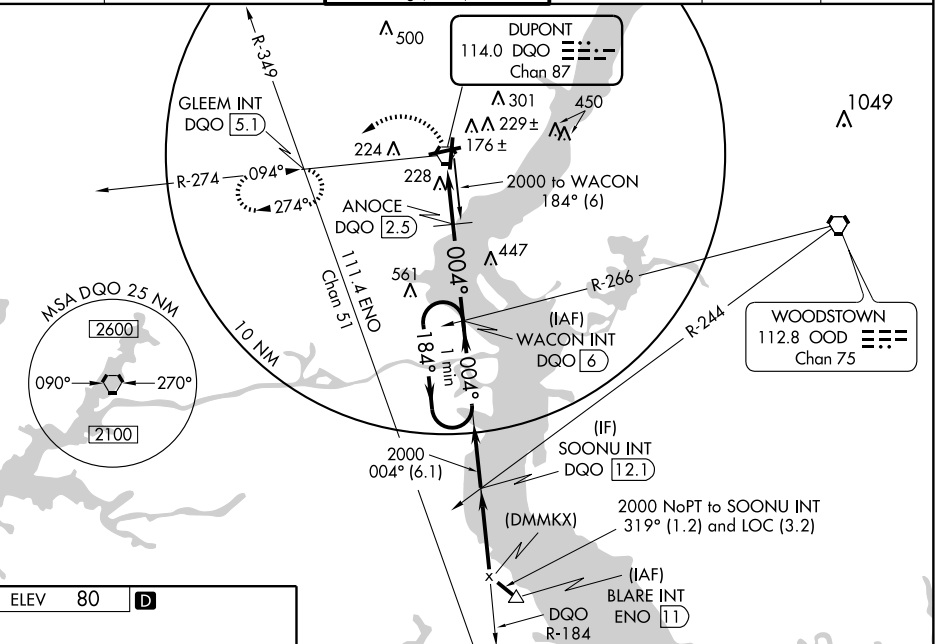 R-349
500
DUPONT
114.0 DQO
Chan 87
GLEEM INT
DQO 5.1
301
450
1049
229±
224
176±
R-274
094°
228
2000 to WACON
184° (6)
274°
ANOCE
DQO 2.5
447
004°
R-266
561
111.4 ENO
Chan 51
R-244
WOODSTOWN
112.8 OOD
Chan 75
MSA DQO 25 NM
2600
090°
270°
2100
10 NM
(IAF)
WACON INT
DQO 6
184°
1 min
004°
(IF)
SOONU INT
DQO 12.1
2000
004° (6.1)
2000 NoPT to SOONU INT
319° (1.2) and LOC (3.2)
(DMMKX)
x
(IAF)
BLARE INT
ENO 11
DQO
R-184
ELEV 80 D